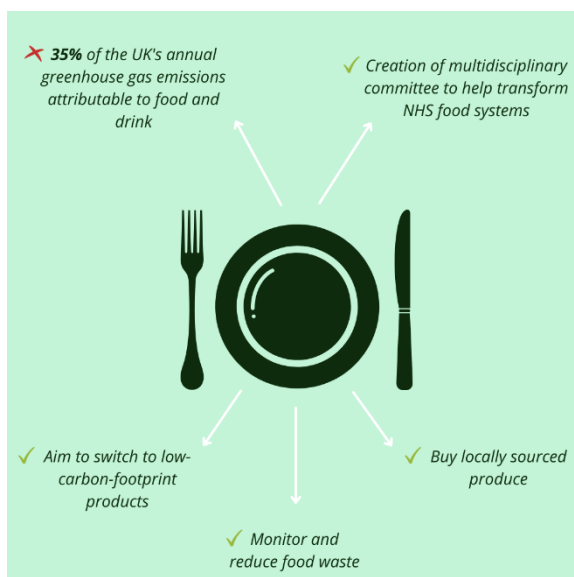 35% of the UK's annual
greenhouse gas emissions
attributable to food and
drink
Creation of multidisciplinary
committee to help transform
NHS food systems
Aim to switch to low-
carbon-footprint
products
Buy locally sourced
produce
Monitor and
reduce food waste